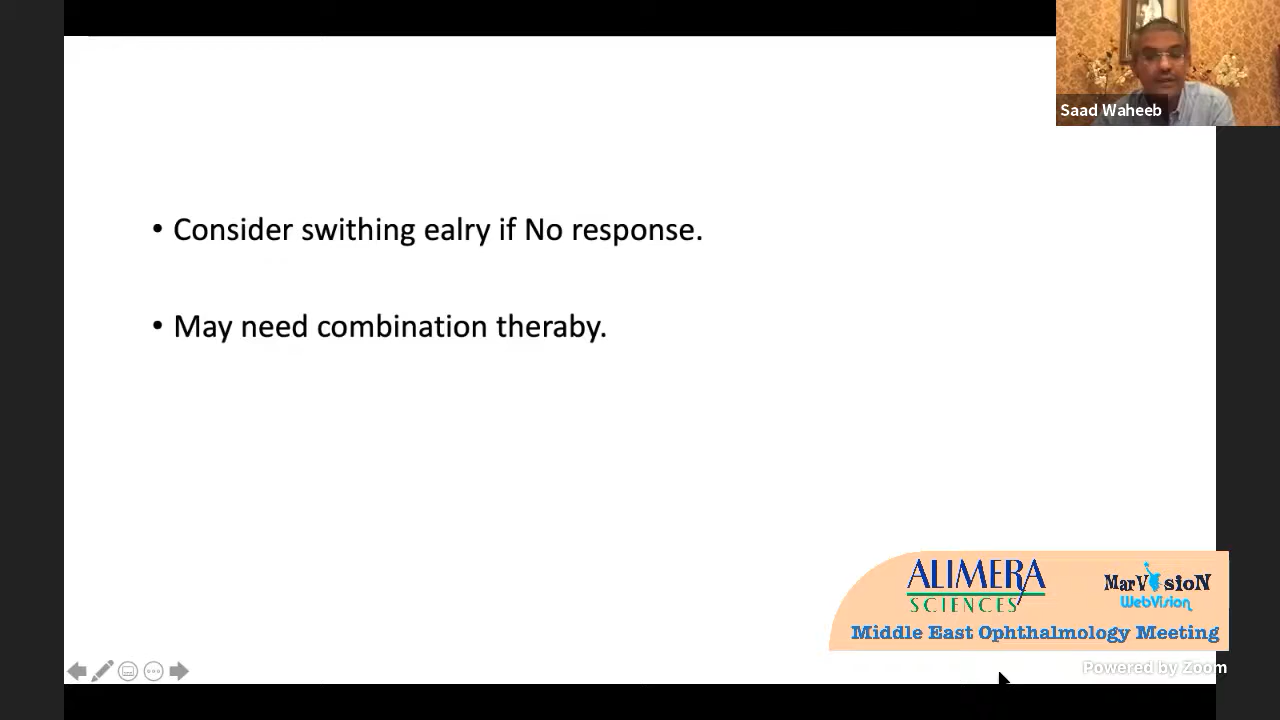 Saad Waheeb
• Consider swithing ealry if No response.
• May need combination theraby.
ALIMERA
SCIENCES
MarVisioN
WebVision
Middle East Ophthalmology Meeting
Powered by Zoom